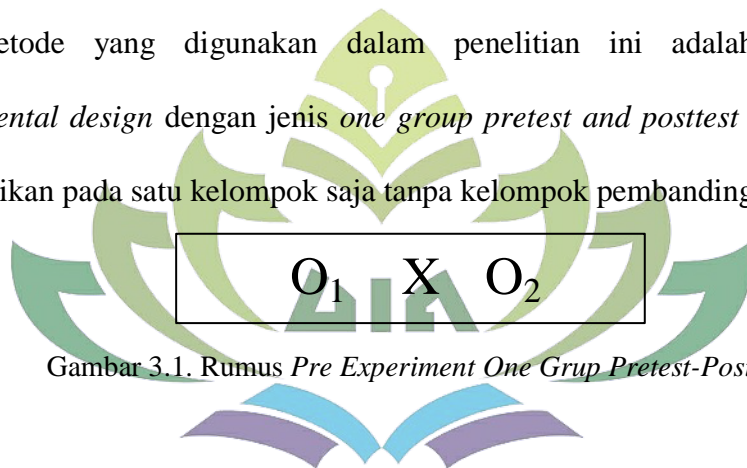 etode yang digunakan dalam penelitian ini adalah
ental design dengan jenis one group pretest and posttest
ikan pada satu kelompok saja tanpa kelompok pembanding
O₁ X O₂
Gambar 3.1. Rumus Pre Experiment One Grup Pretest-Pos